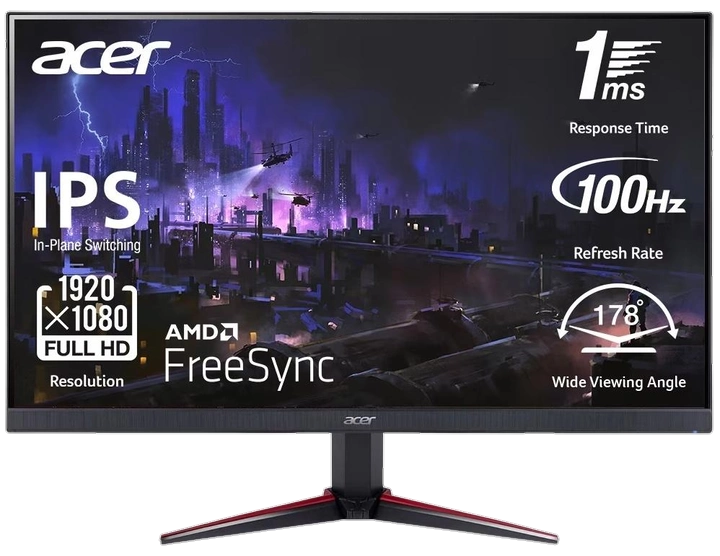 acer
IPS
In-Plane Switching
1920
×1080
FULL HD
Resolution
AMD
FreeSync
1ms
Response Time
100Hz
Refresh Rate
178°
Wide Viewing Angle
acer